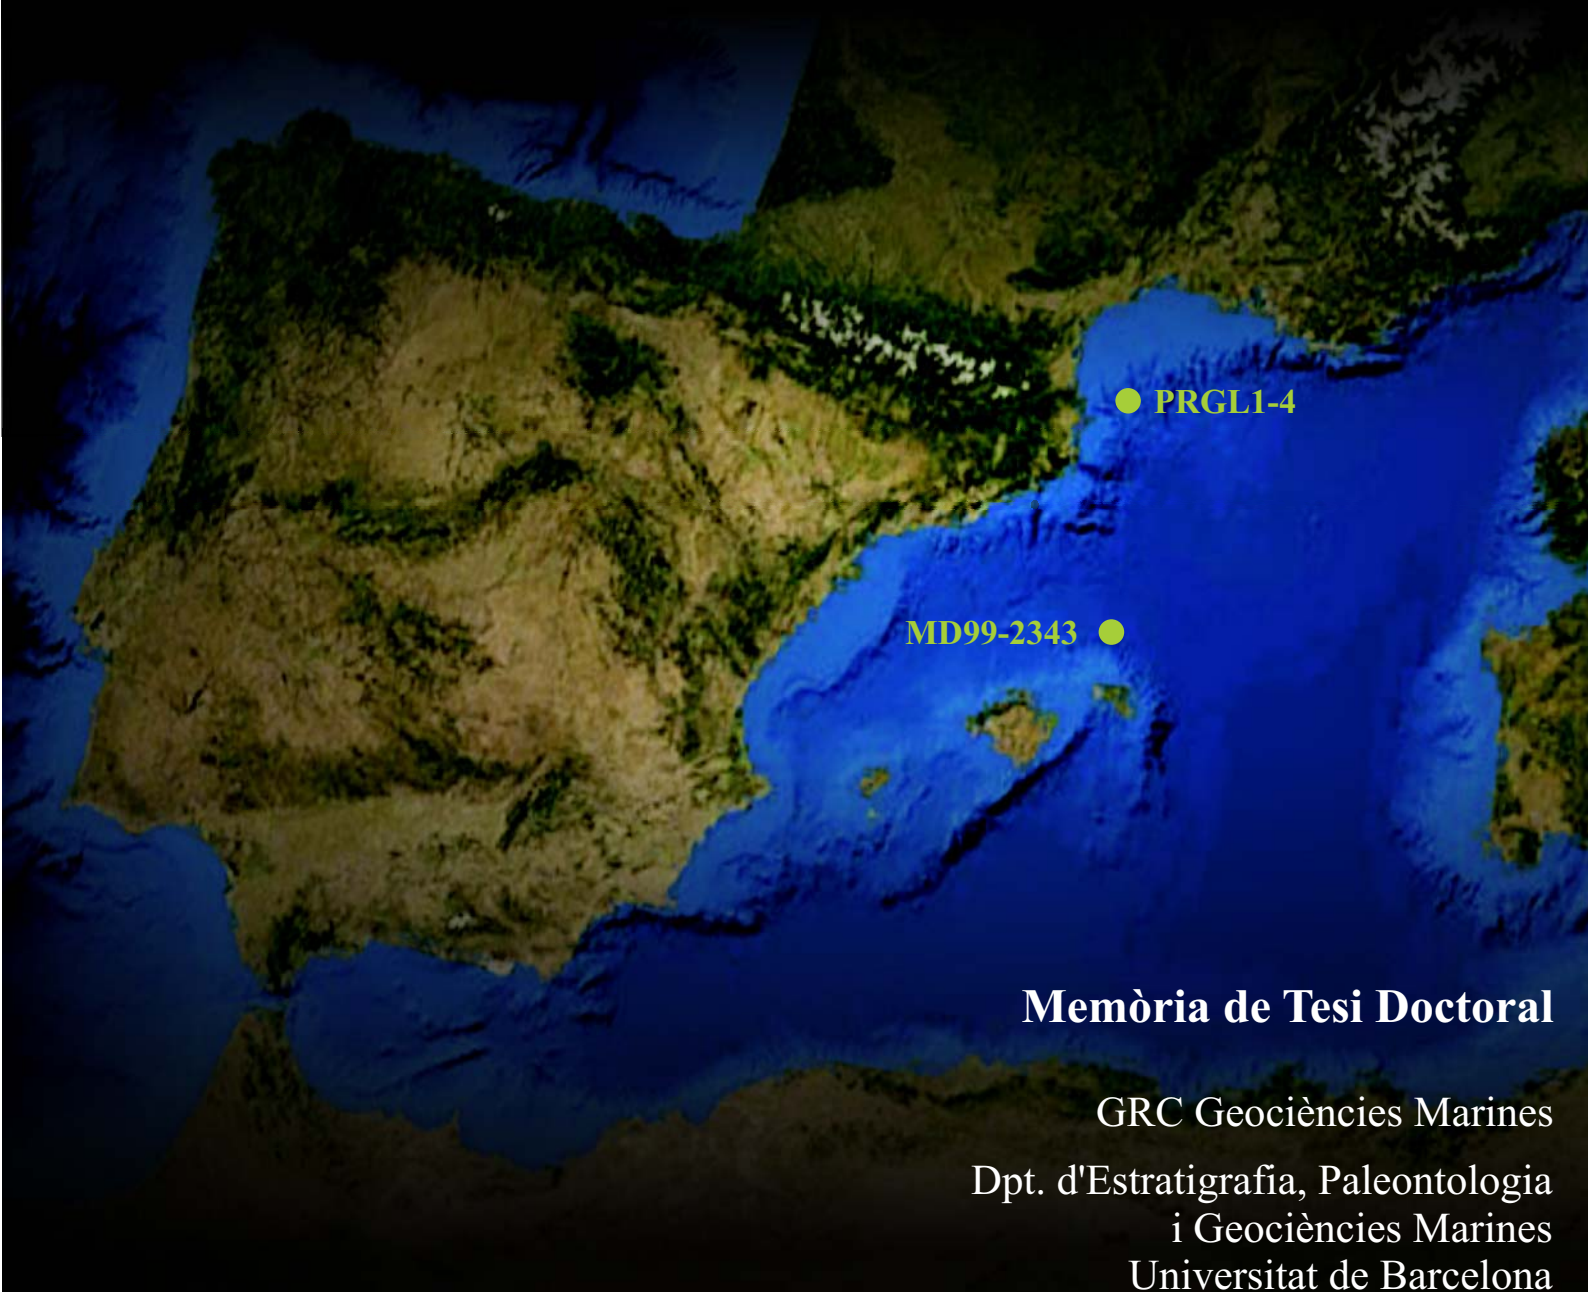 PRGL1-4
MD99-2343
Memòria de Tesi Doctoral
GRC Geociències Marines
Dpt. d'Estratigrafia, Paleontologia
i Geociències Marines
Universitat de Barcelona